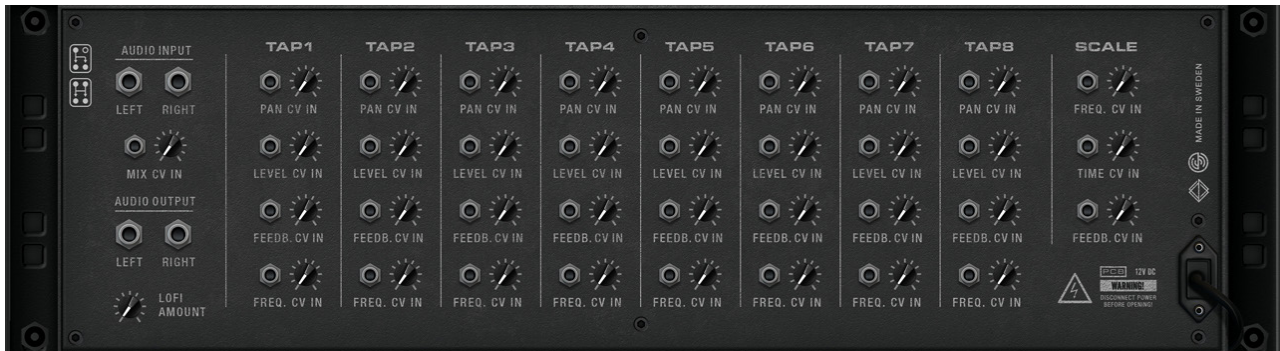 AUDIO INPUT
LEFT RIGHT
MIX CV IN
AUDIO OUTPUT
LEFT RIGHT
LOFI
AMOUNT
TAP1
PAN CV IN
LEVEL CV IN
FEEDB. CV IN
FREQ. CV IN
TAP2
PAN CV IN
LEVEL CV IN
FEEDB. CV IN
FREQ. CV IN
TAP3
PAN CV IN
LEVEL CV IN
FEEDB. CV IN
FREQ. CV IN
TAP4
PAN CV IN
LEVEL CV IN
FEEDB. CV IN
FREQ. CV IN
TAP5
PAN CV IN
LEVEL CV IN
FEEDB. CV IN
FREQ. CV IN
TAP6
PAN CV IN
LEVEL CV IN
FEEDB. CV IN
FREQ. CV IN
TAP7
PAN CV IN
LEVEL CV IN
FEEDB. CV IN
FREQ. CV IN
TAP8
PAN CV IN
LEVEL CV IN
FEEDB. CV IN
FREQ. CV IN
SCALE
FREQ. CV IN
TIME CV IN
FEEDB. CV IN
PCB 12V DC
WARNING!
DISCONNECT POWER
BEFORE OPENING!
MADE IN SWEDEN